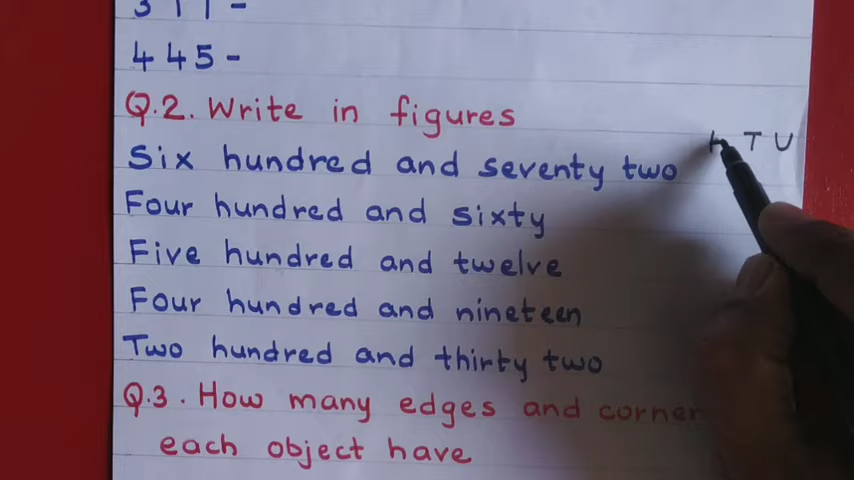 311-
445-
Q.2. Write in figures
H T U
Six hundred and seventy two
Four hundred and sixty
Five hundred and twelve
Four hundred and nineteen
Two hundred and thirty two
Q.3. How many edges and corner
each object have